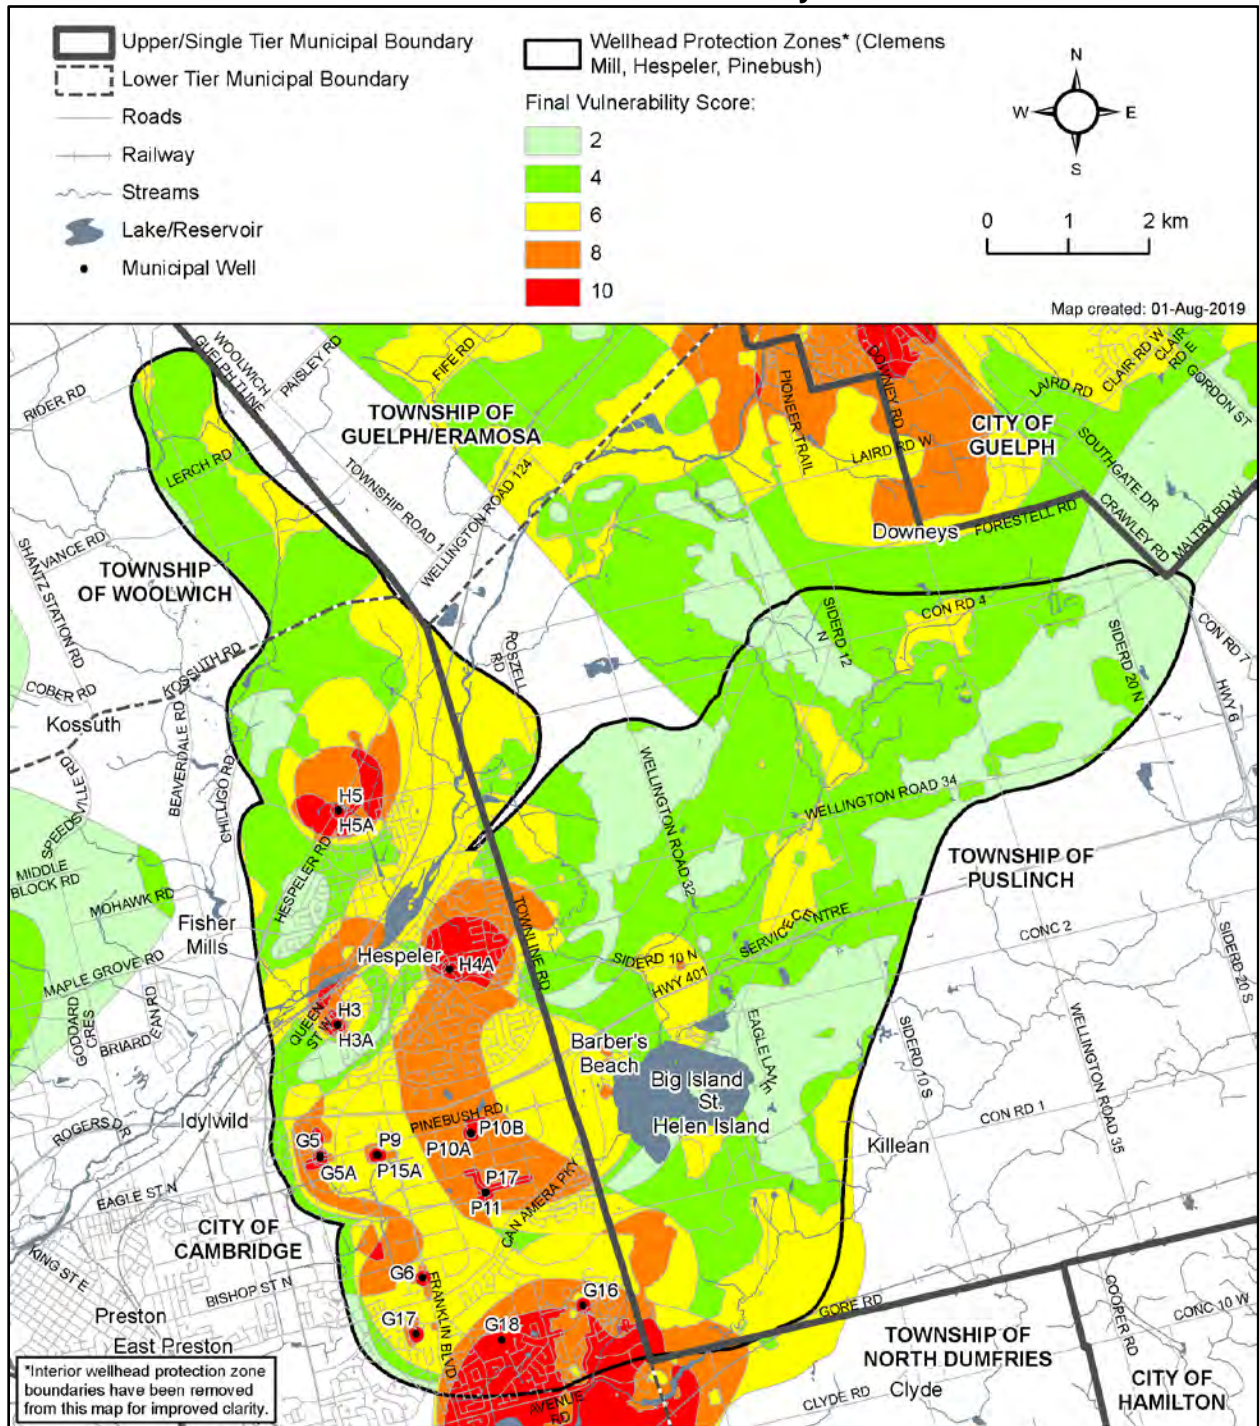 Upper/Single Tier Municipal Boundary
Lower Tier Municipal Boundary
Roads
Railway
Streams
Lake/Reservoir
Municipal Well
Wellhead Protection Zones* (Clemens
Mill, Hespeler, Pinebush)
Final Vulnerability Score:
2
4
6
8
10
N
W
E
S
0 1 2 km
Map created: 01-Aug-2019
WOOLWICH
GUELPH TLINE
PAISLEY RD
FIFE RD
RIDER RD
LERCH RD
TOWNSHIP OF
GUELPH/ERAMOSA
TOWNSHIP ROAD 1
WELLINGTON ROAD 124
PIONEER TRAIL
DOWNEY RD
LAIRD RD W
LAIRD RD
CLAIR RD W
CLAIR
RD E
GORDON ST
CITY OF
GUELPH
SOUTHGATE DR
CRAWLEY RD
MALTBY RD W
Downeys
FORESTELL RD
VANCE RD
SHANTZ STATION RD
TOWNSHIP
OF WOOLWICH
KOSSUTH RD
COBER RD
Kossuth
BEAVERDALE RD
CHILLIGO RD
SPEEDSVILLE RD
ROSZELL
RD
SIDERD 12
N
CON RD 4
SIDERD 20 N
CON RD 7
HWY 6
WELLINGTON ROAD 32
WELLINGTON ROAD 34
H5
H5A
MIDDLE
BLOCK RD
MOHAWK RD
HESPELER RD
Fisher
Mills
MAPLE GROVE RD
TOWNSHIP OF
PUSLINCH
TOWNLINE RD
SERVICE CENTRE
CONC 2
SIDERD 10 N
HWY 401
Hespeler
H4A
H3
H3A
QUEEN
ST W
GODDARD
CRES
BRIARDEAN RD
Barber's
Beach
EAGLE LANE
Big Island
St.
Helen Island
SIDERD 10 S
WELLINGTON ROAD 35
SIDERD 20 S
CON RD 1
Killean
ROGERS DR
Idylwild
PINEBUSH RD
P10B
P10A
G5
G5A
P9
P15A
P17
P11
CAN AMERA PKY
EAGLE ST N
CITY OF
CAMBRIDGE
KING ST E
BISHOP ST N
Preston
East Preston
G6
G17
FRANKLIN BLVD
G18
G16
GORE RD
TOWNSHIP OF
NORTH DUMFRIES
CLYDE RD
Clyde
COOPER RD
CONC 10 W
CITY OF
HAMILTON
AVENUE
RD
*Interior wellhead protection zone
boundaries have been removed
from this map for improved clarity.